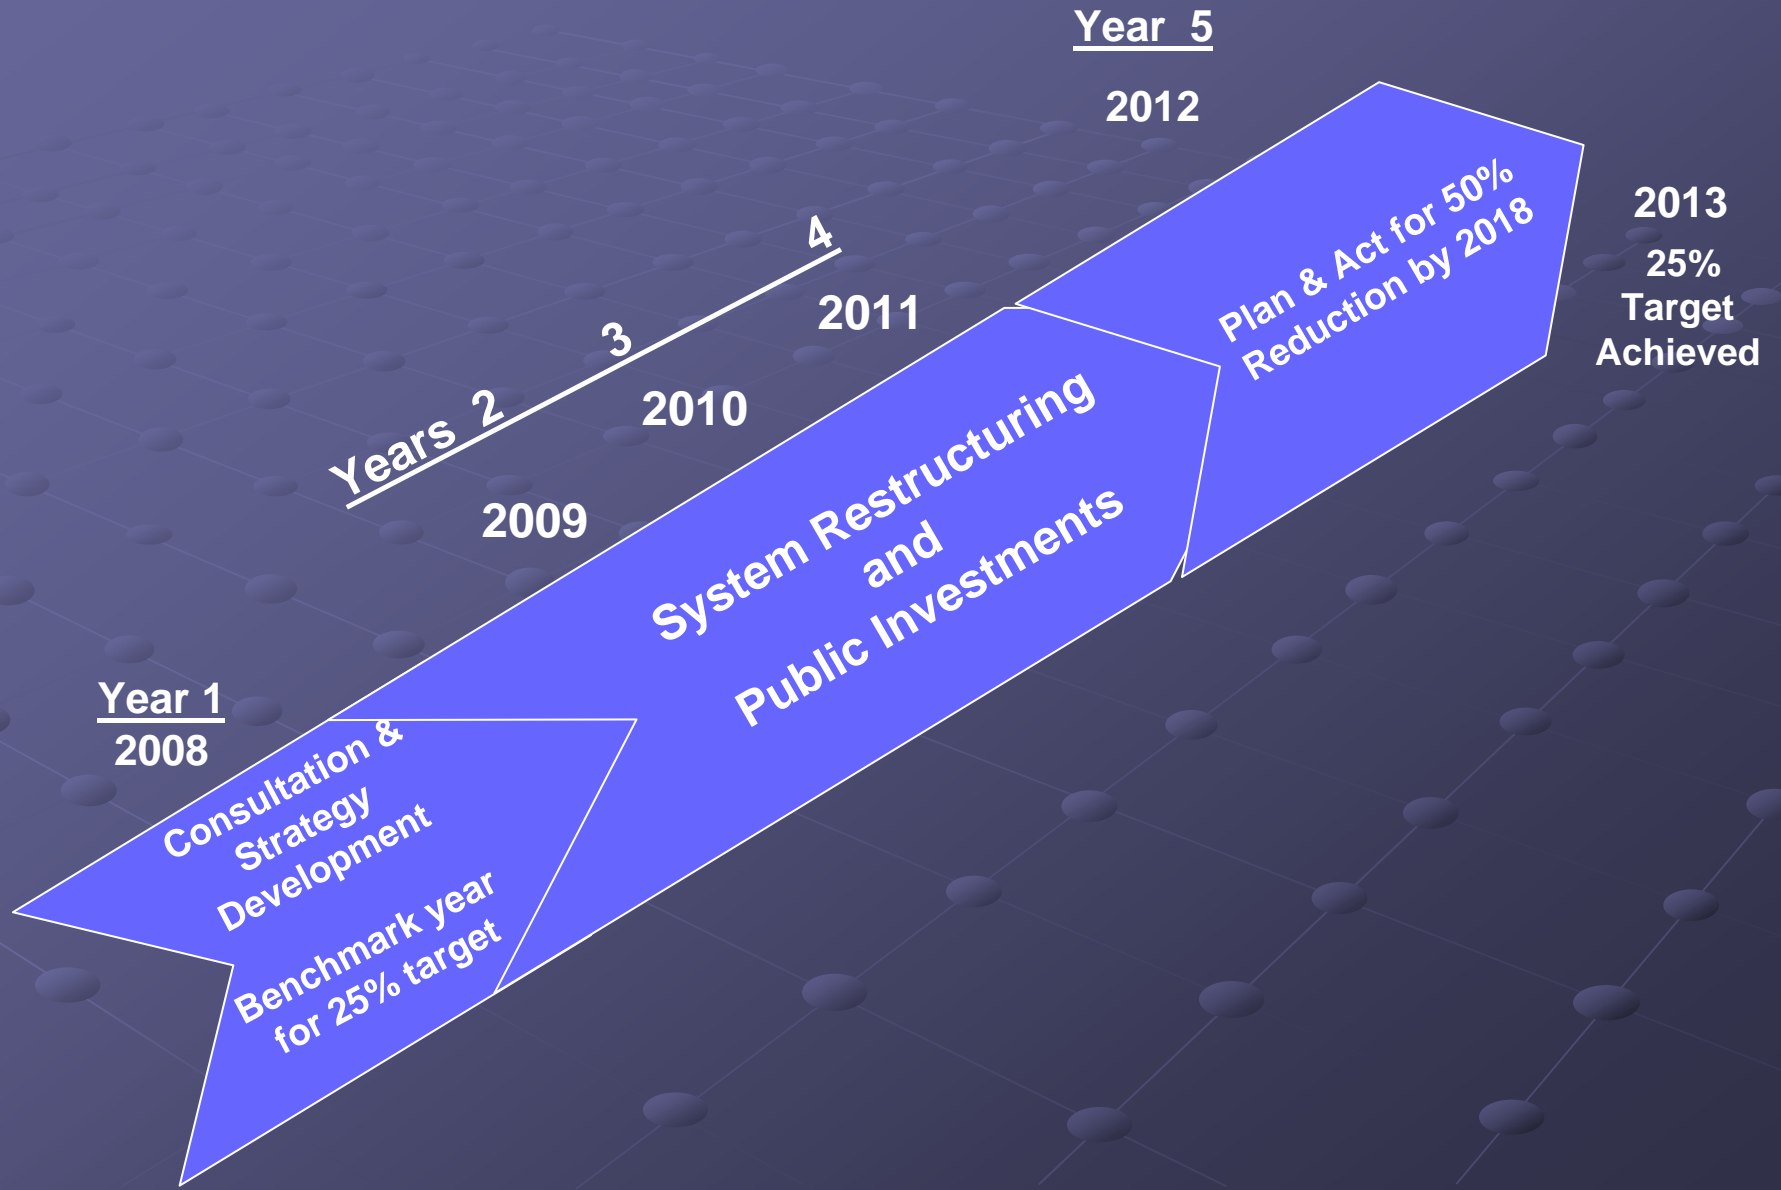 Year 5
2012
2013
25%
Target
Achieved
Plan & Act for 50%
Reduction by 2018
Years 2 3 4
2011
2010
2009
System Restructuring
and
Public Investments
Year 1
2008
Consultation &
Strategy
Development
Benchmark year
for 25% target